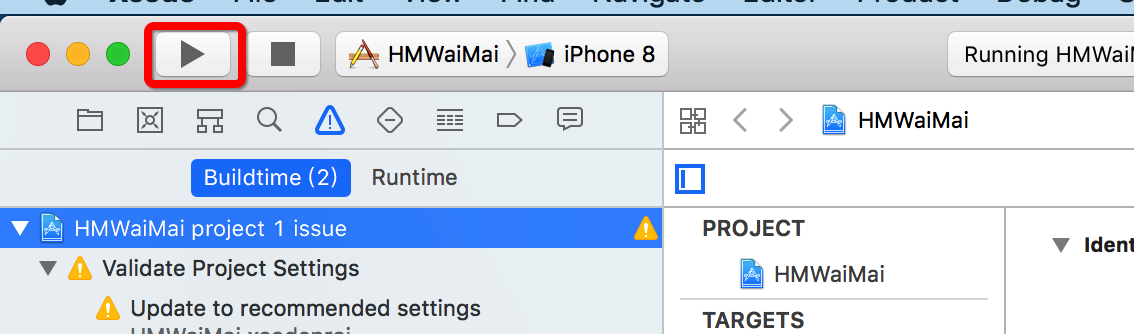 HMWaiMai iPhone 8
Running HMWai
HMWaiMai
Buildtime (2) Runtime
HMWaiMai project 1 issue
PROJECT
Validate Project Settings
HMWaiMai
Update to recommended settings
TARGETS